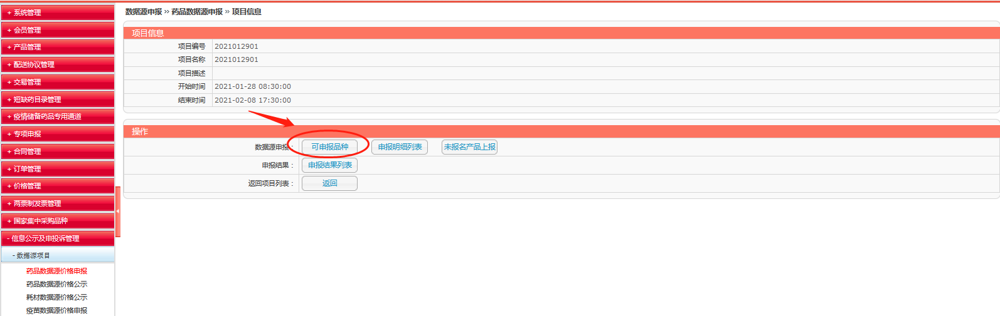 + 系统管理
+ 会员管理
+ 产品管理
+ 配送协议管理
+ 交易管理
+ 短缺药目录管理
+ 疫情储备药品专用通道
+ 专项申报
+ 合同管理
+ 订单管理
+ 价格管理
+ 两票制发票管理
+ 国家集中采购品种
- 信息公示及申投诉管理
- 数据源项目
药品数据源价格申报
药品数据源价格公示
耗材数据源价格公示
疫苗数据源价格申报
数据源申报 » 药品数据源申报 » 项目信息
项目信息
项目编号 2021012901
项目名称 2021012901
项目描述
开始时间 2021-01-28 08:30:00
结束时间 2021-02-08 17:30:00
操作
数据源申报： 可申报品种 申报明细列表 未报名产品上报
申报结果： 申报结果列表
返回项目列表： 返回